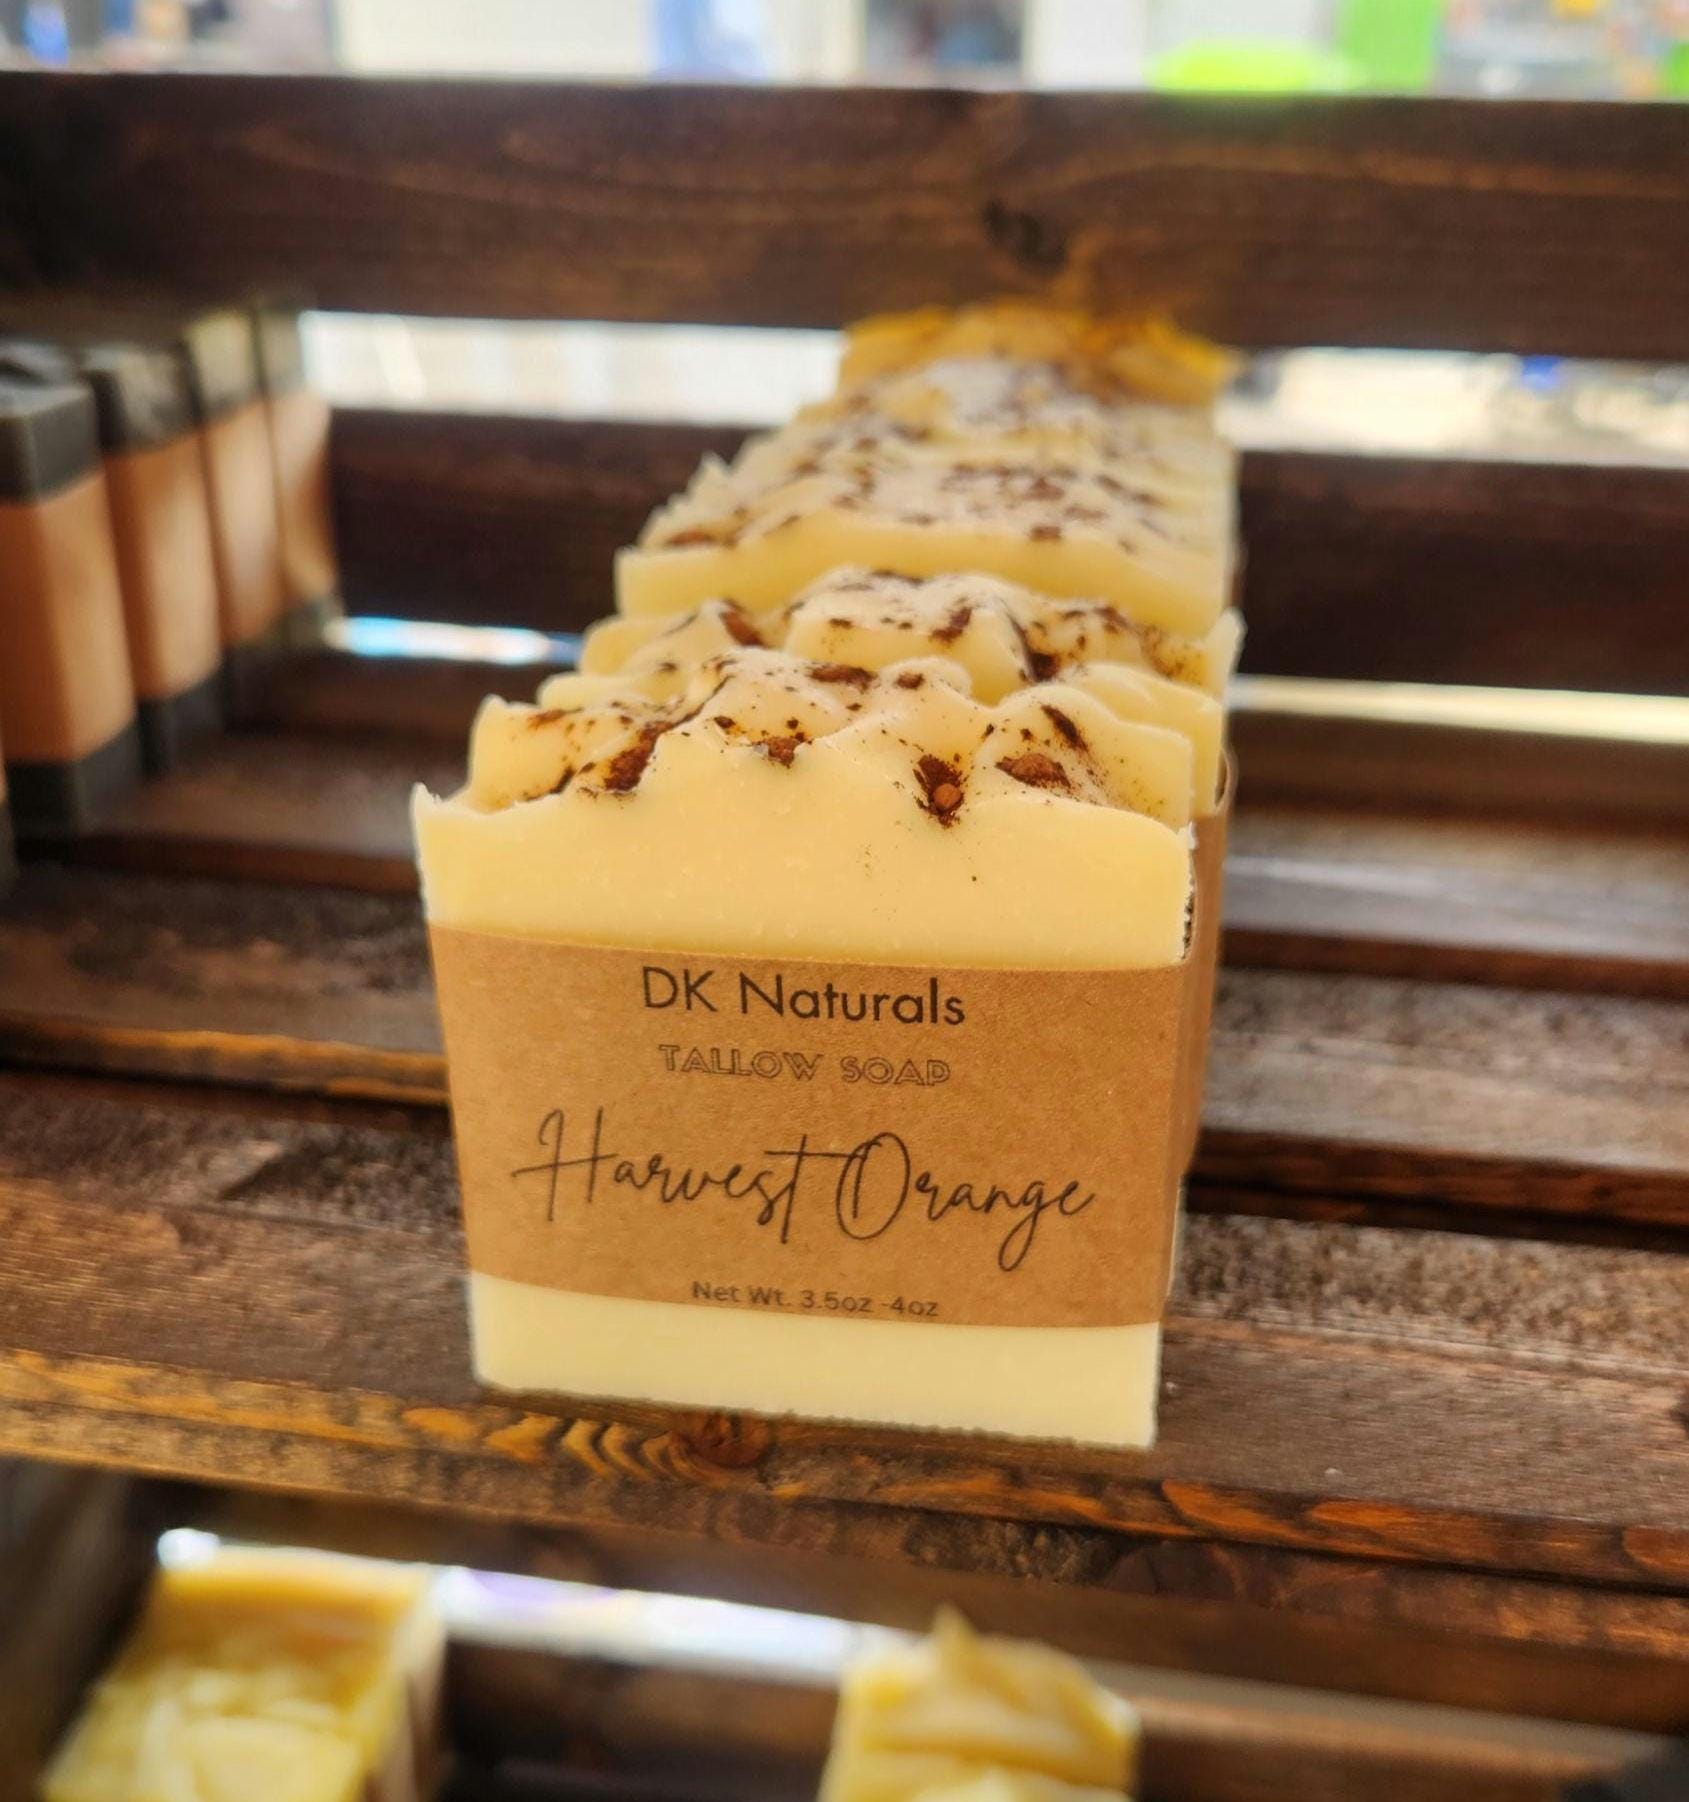 DK Naturals
TALLOW SOAP
Harvest Orange
Net Wt. 3.5oz -4oz